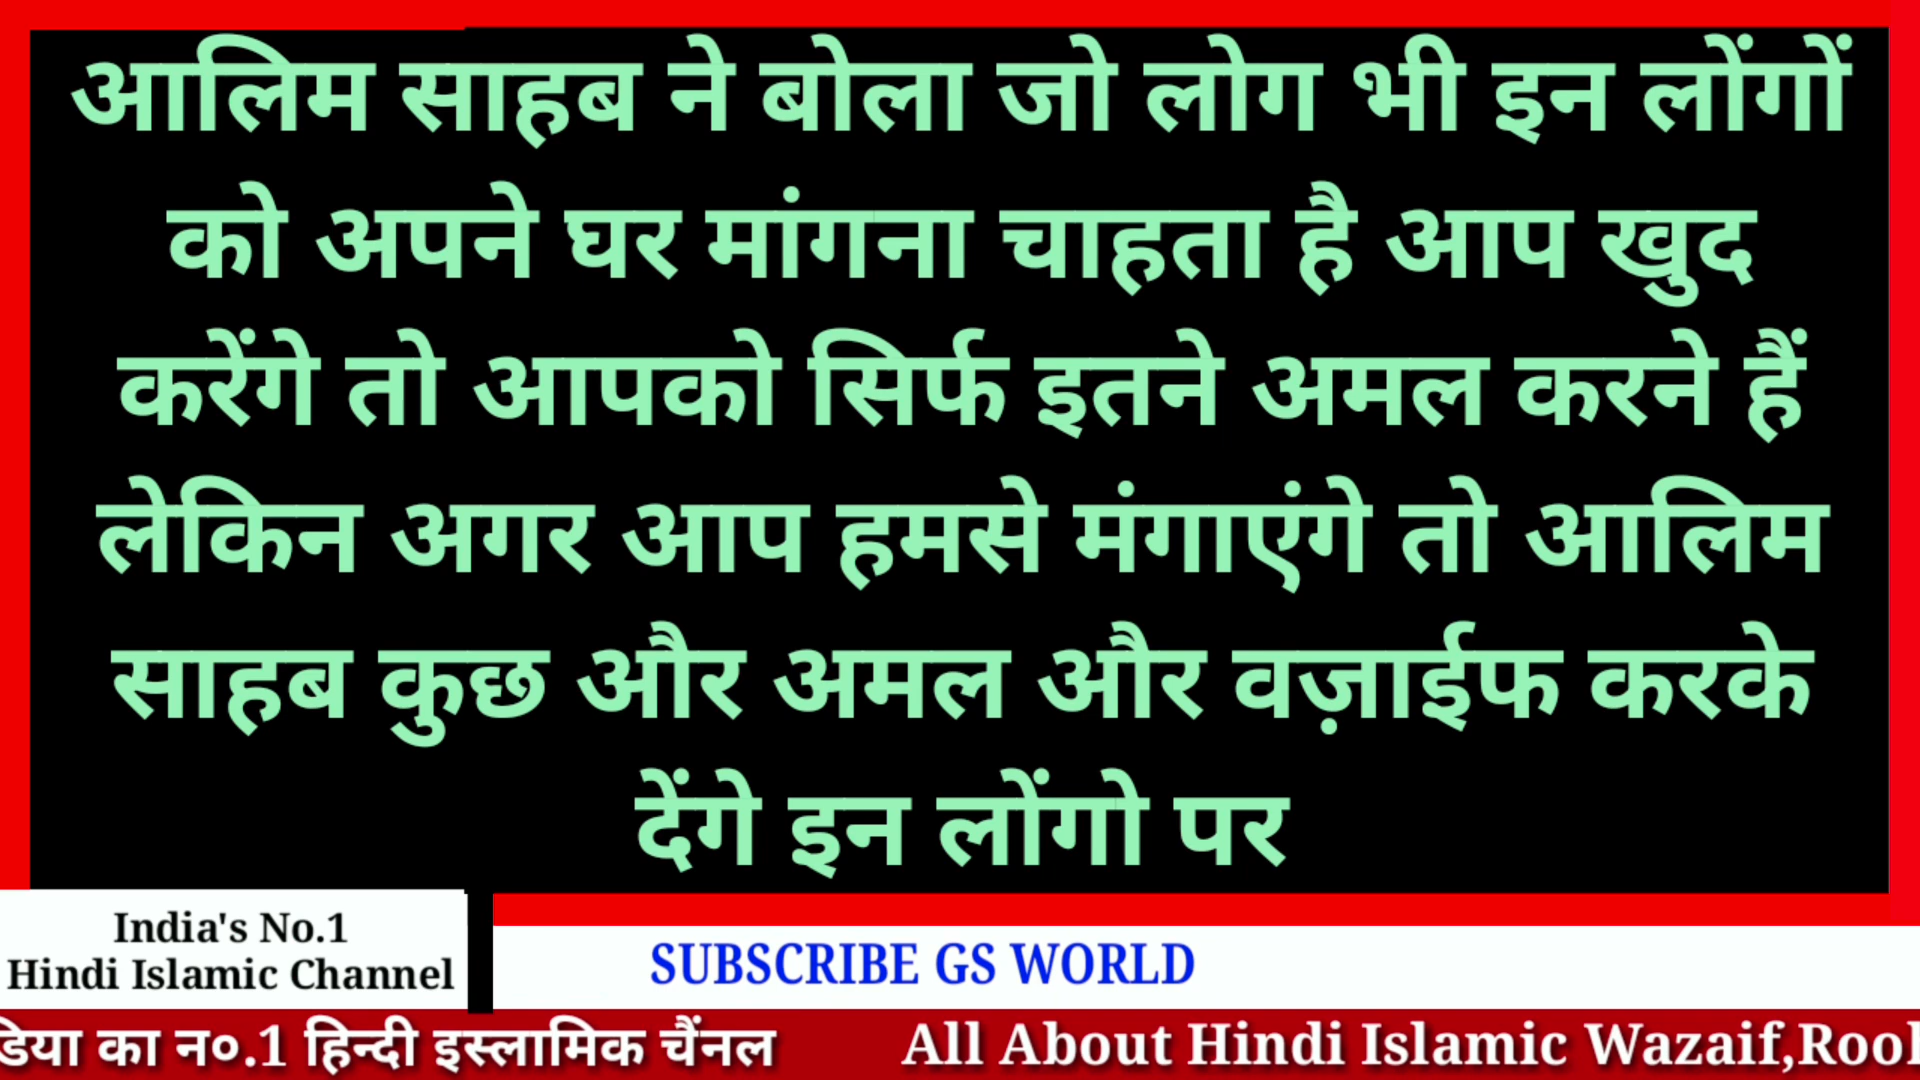 आलिम साहब ने बोला जो लोग भी इन लोंगों
को अपने घर मांगना चाहता है आप खुद
करेंगे तो आपको सिर्फ इतने अमल करने हैं
लेकिन अगर आप हमसे मंगाएंगे तो आलिम
साहब कुछ और अमल और वज़ाईफ करके
देंगे इन लोंगो पर
India's No.1
Hindi Islamic Channel
SUBSCRIBE GS WORLD
डिया का न०.1 हिन्दी इस्लामिक चैंनल All About Hindi Islamic Wazaif,